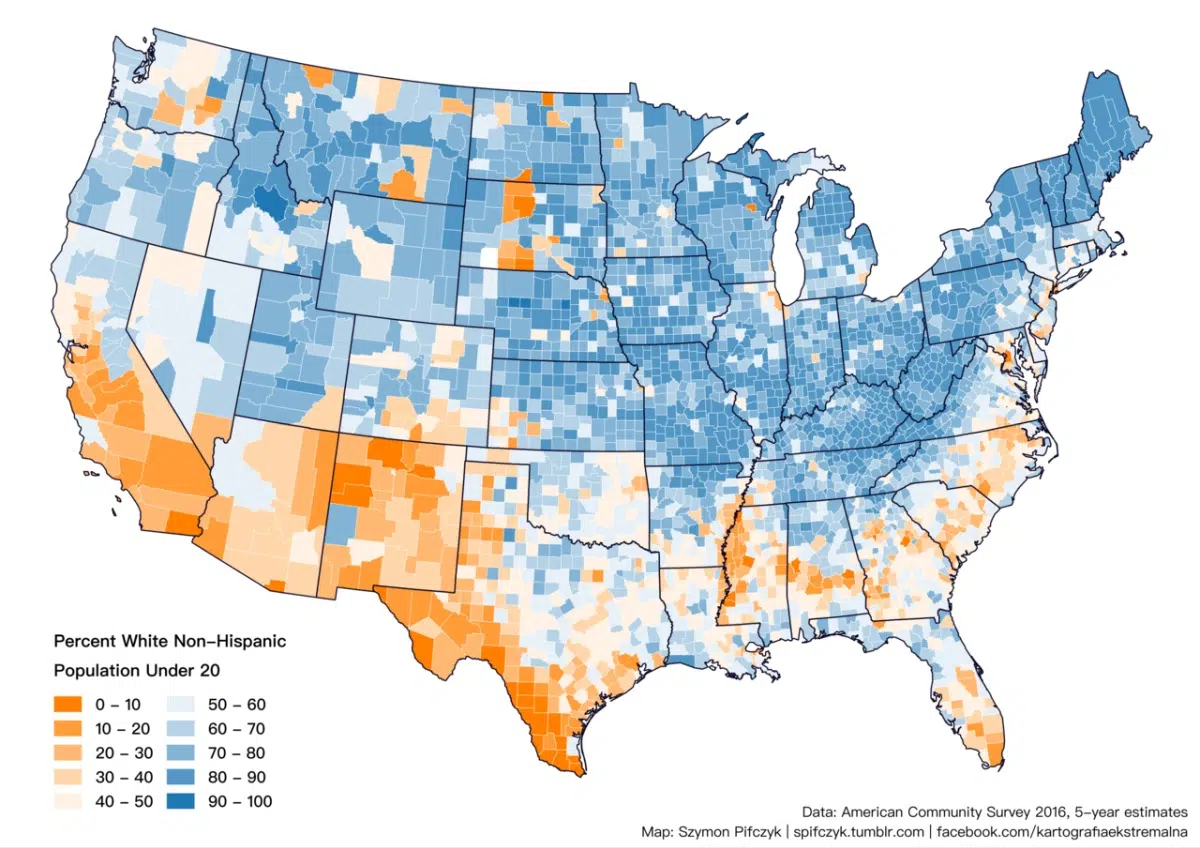 Percent White Non-Hispanic
Population Under 20
0 – 10
10 – 20
20 – 30
30 – 40
40 – 50
50 – 60
60 – 70
70 – 80
80 – 90
90 – 100
Data: American Community Survey 2016, 5-year estimates
Map: Szymon Pifczyk | spifczyk.tumblr.com | facebook.com/kartografiaekstremalna